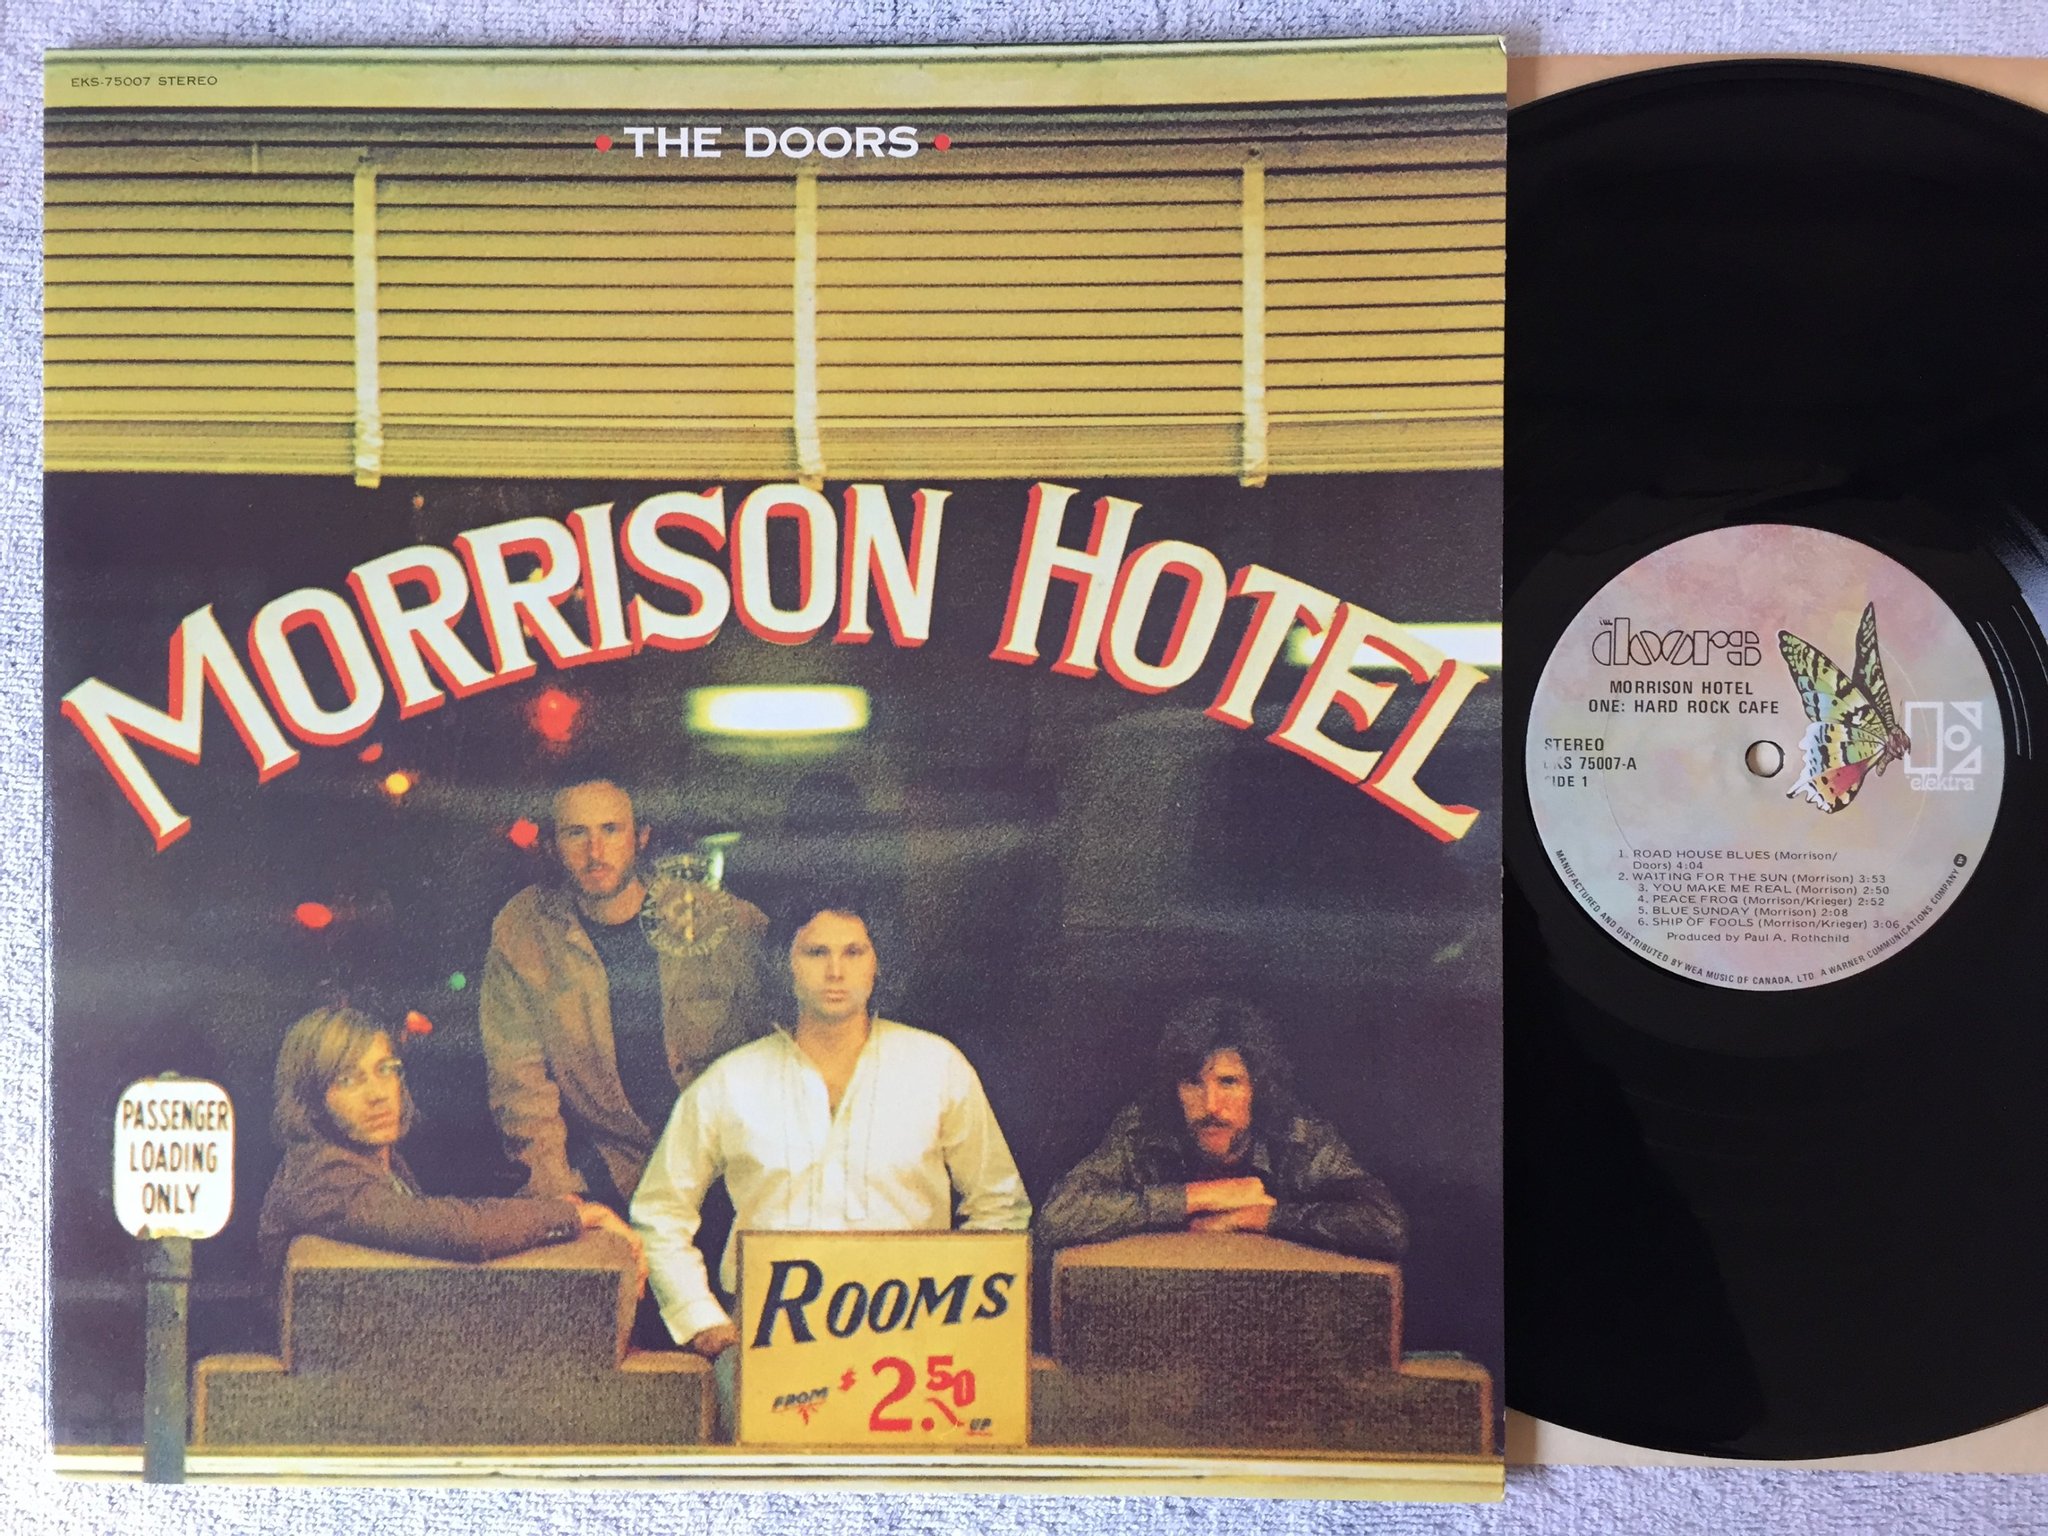 EKS-75007 STEREO
• THE DOORS •
MORRISON HOTEL
PASSENGER
LOADING
ONLY
ROOMS
FROM $2.50 UP
THE doors
MORRISON HOTEL
ONE: HARD ROCK CAFE
STEREO
EKS 75007-A
SIDE 1
elektra
1. ROAD HOUSE BLUES (Morrison/
Doors) 4:04
2. WAITING FOR THE SUN (Morrison) 3:53
3. YOU MAKE ME REAL (Morrison) 2:50
4. PEACE FROG (Morrison/Krieger) 2:52
5. BLUE SUNDAY (Morrison) 2:08
6. SHIP OF FOOLS (Morrison/Krieger) 3:06
Produced by Paul A. Rothchild
MANUFACTURED AND DISTRIBUTED BY WEA MUSIC OF CANADA, LTD. A WARNER COMMUNICATIONS COMPANY